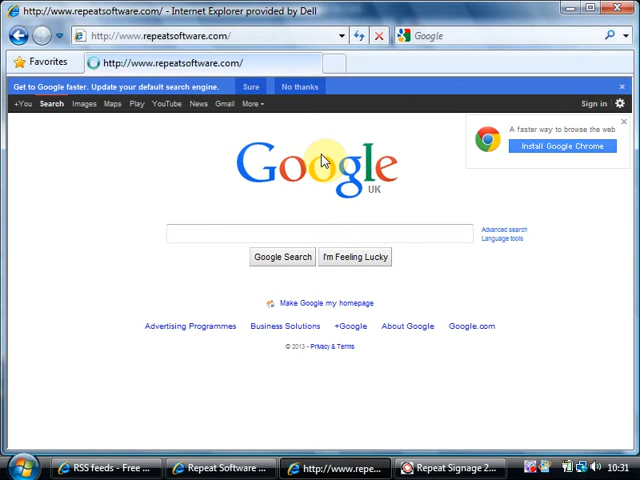 http://www.repeatsoftware.com/ - Internet Explorer provided by Dell
http://www.repeatsoftware.com/
Google
Favorites
http://www.repeatsoftware.com/
Get to Google faster. Update your default search engine.
Sure
No thanks
+You Search Images Maps Play YouTube News Gmail More
Sign in
A faster way to browse the web
Install Google Chrome
Google
UK
Advanced search
Language tools
Google Search
I'm Feeling Lucky
Make Google my homepage
Advertising Programmes Business Solutions +Google About Google Google.com
© 2013 - Privacy & Terms
RSS feeds - Free ...
Repeat Software ...
http://www.repe...
Repeat Signage 2...
10:31